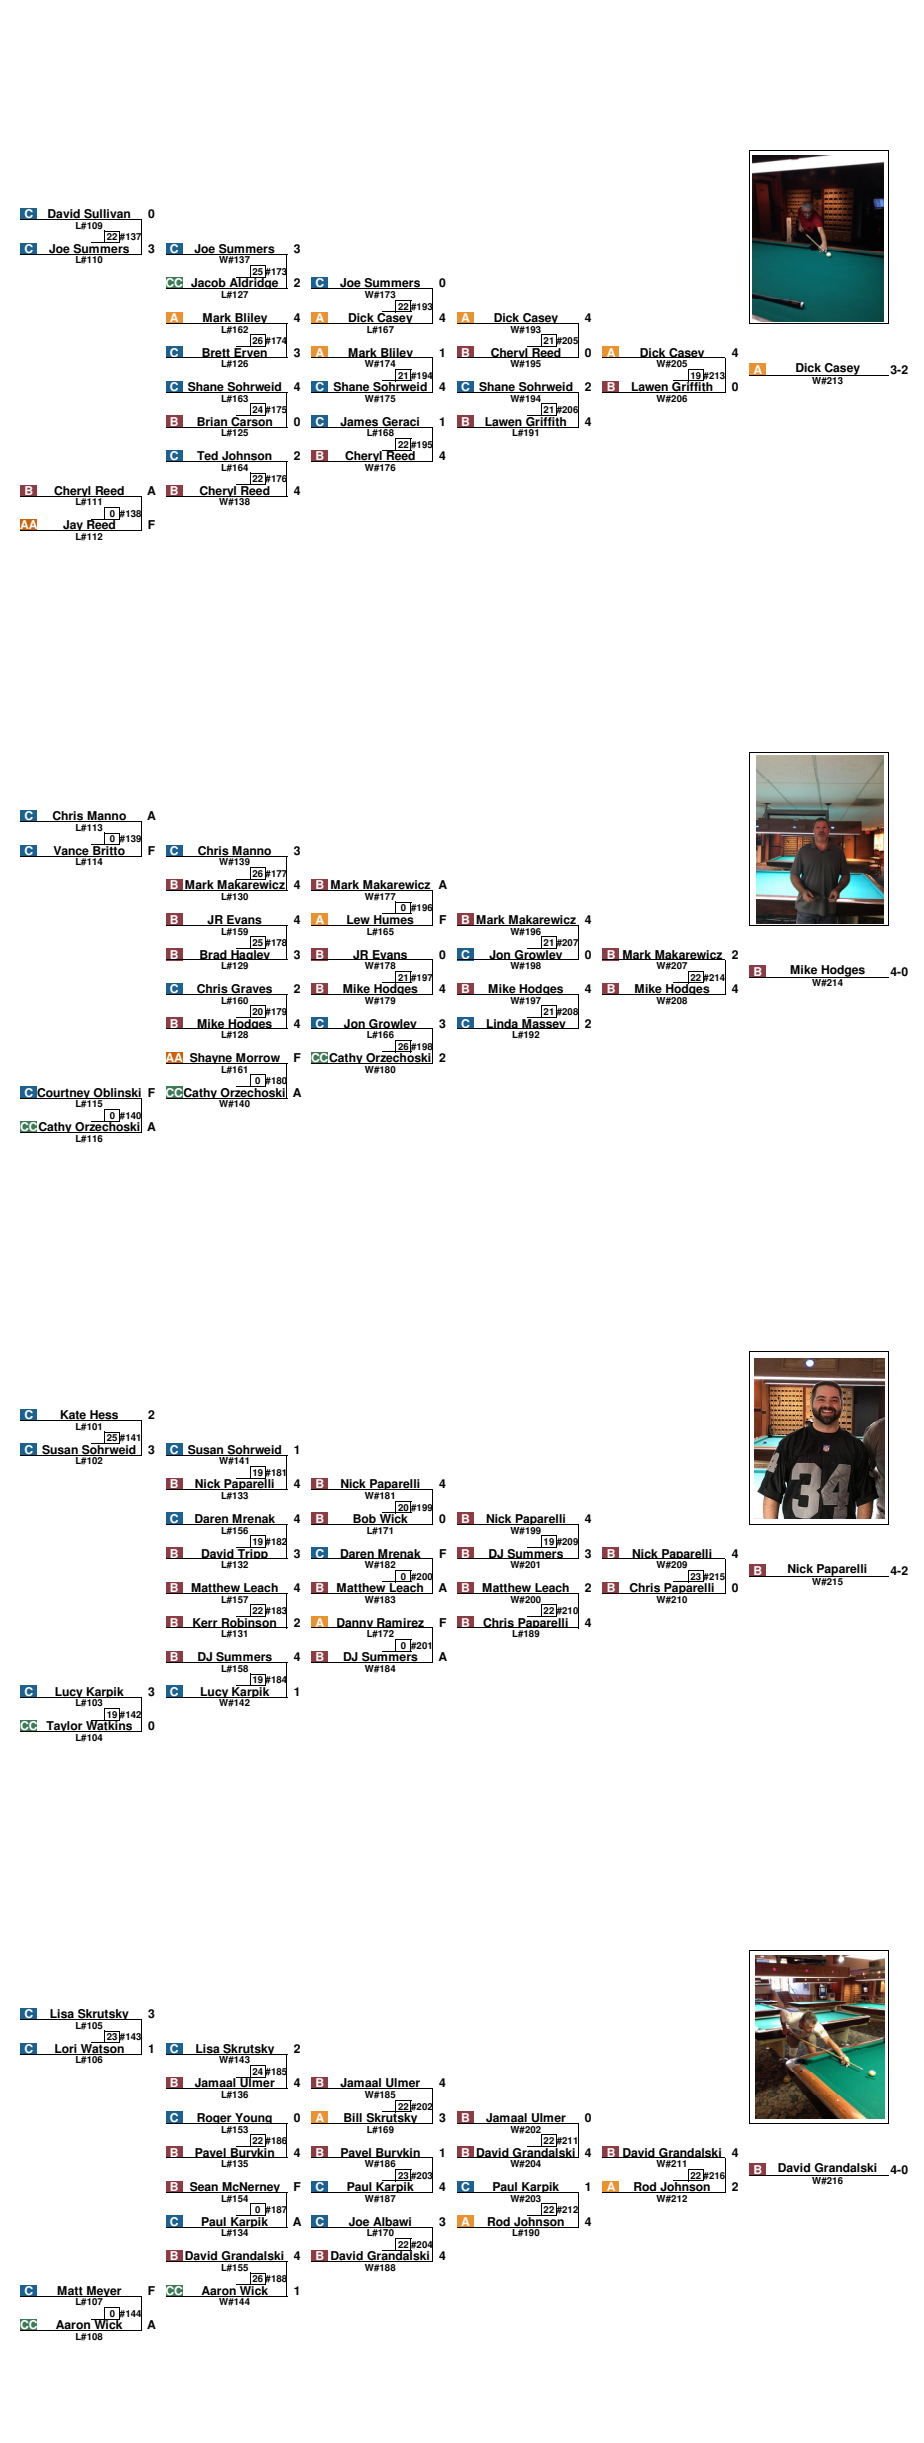 C David Sullivan 0
L#109
22 #137
C Joe Summers 3
L#110
C Joe Summers 3
W#137
25 #173
CC Jacob Aldridge 2
L#127
C Joe Summers 0
W#173
22 #193
A Mark Bliley 4
L#162
A Dick Casey 4
L#167
A Dick Casey 4
W#193
26 #174
21 #205
C Brett Erven 3
L#126
A Mark Bliley 1
W#174
B Cheryl Reed 0
W#195
A Dick Casey 4
W#205
21 #194
19 #213
A Dick Casey 3-2
W#213
C Shane Sohrweid 4
L#163
C Shane Sohrweid 4
W#175
C Shane Sohrweid 2
W#194
B Lawen Griffith 0
W#206
24 #175
21 #206
B Brian Carson 0
L#125
C James Geraci 1
L#168
B Lawen Griffith 4
L#191
22 #195
C Ted Johnson 2
L#164
B Cheryl Reed 4
W#176
22 #176
B Cheryl Reed A
L#111
B Cheryl Reed 4
W#138
0 #138
AA Jay Reed F
L#112
C Chris Manno A
L#113
0 #139
C Vance Britto F
L#114
C Chris Manno 3
W#139
26 #177
B Mark Makarewicz 4
L#130
B Mark Makarewicz A
W#177
0 #196
B JR Evans 4
L#159
A Lew Humes F
L#165
B Mark Makarewicz 4
W#196
25 #178
21 #207
B Brad Hagley 3
L#129
B JR Evans 0
W#178
C Jon Growley 0
W#198
B Mark Makarewicz 2
W#207
21 #197
22 #214
B Mike Hodges 4-0
W#214
C Chris Graves 2
L#160
B Mike Hodges 4
W#179
B Mike Hodges 4
W#197
B Mike Hodges 4
W#208
20 #179
21 #208
B Mike Hodges 4
L#128
C Jon Growley 3
L#166
C Linda Massey 2
L#192
26 #198
AA Shayne Morrow F
L#161
CC Cathy Orzechoski 2
W#180
0 #180
C Courtney Oblinski F
L#115
CC Cathy Orzechoski A
W#140
0 #140
CC Cathy Orzechoski A
L#116
34
C Kate Hess 2
L#101
25 #141
C Susan Sohrweid 3
L#102
C Susan Sohrweid 1
W#141
19 #181
B Nick Paparelli 4
L#133
B Nick Paparelli 4
W#181
20 #199
C Daren Mrenak 4
L#156
B Bob Wick 0
L#171
B Nick Paparelli 4
W#199
19 #182
19 #209
B David Tripp 3
L#132
C Daren Mrenak F
W#182
B DJ Summers 3
W#201
B Nick Paparelli 4
W#209
0 #200
23 #215
B Nick Paparelli 4-2
W#215
B Matthew Leach 4
L#157
B Matthew Leach A
W#183
B Matthew Leach 2
W#200
B Chris Paparelli 0
W#210
22 #183
22 #210
B Kerr Robinson 2
L#131
A Danny Ramirez F
L#172
B Chris Paparelli 4
L#189
0 #201
B DJ Summers 4
L#158
B DJ Summers A
W#184
19 #184
C Lucy Karpik 3
L#103
C Lucy Karpik 1
W#142
19 #142
CC Taylor Watkins 0
L#104
C Lisa Skrutsky 3
L#105
23 #143
C Lori Watson 1
L#106
C Lisa Skrutsky 2
W#143
24 #185
B Jamaal Ulmer 4
L#136
B Jamaal Ulmer 4
W#185
22 #202
C Roger Young 0
L#153
A Bill Skrutsky 3
L#169
B Jamaal Ulmer 0
W#202
22 #186
22 #211
B Pavel Burykin 4
L#135
B Pavel Burykin 1
W#186
B David Grandalski 4
W#204
B David Grandalski 4
W#211
23 #203
22 #216
B David Grandalski 4-0
W#216
B Sean McNerney F
L#154
C Paul Karpik 4
W#187
C Paul Karpik 1
W#203
A Rod Johnson 2
W#212
0 #187
22 #212
C Paul Karpik A
L#134
C Joe Albawi 3
L#170
A Rod Johnson 4
L#190
22 #204
B David Grandalski 4
L#155
B David Grandalski 4
W#188
26 #188
C Matt Meyer F
L#107
CC Aaron Wick 1
W#144
0 #144
CC Aaron Wick A
L#108